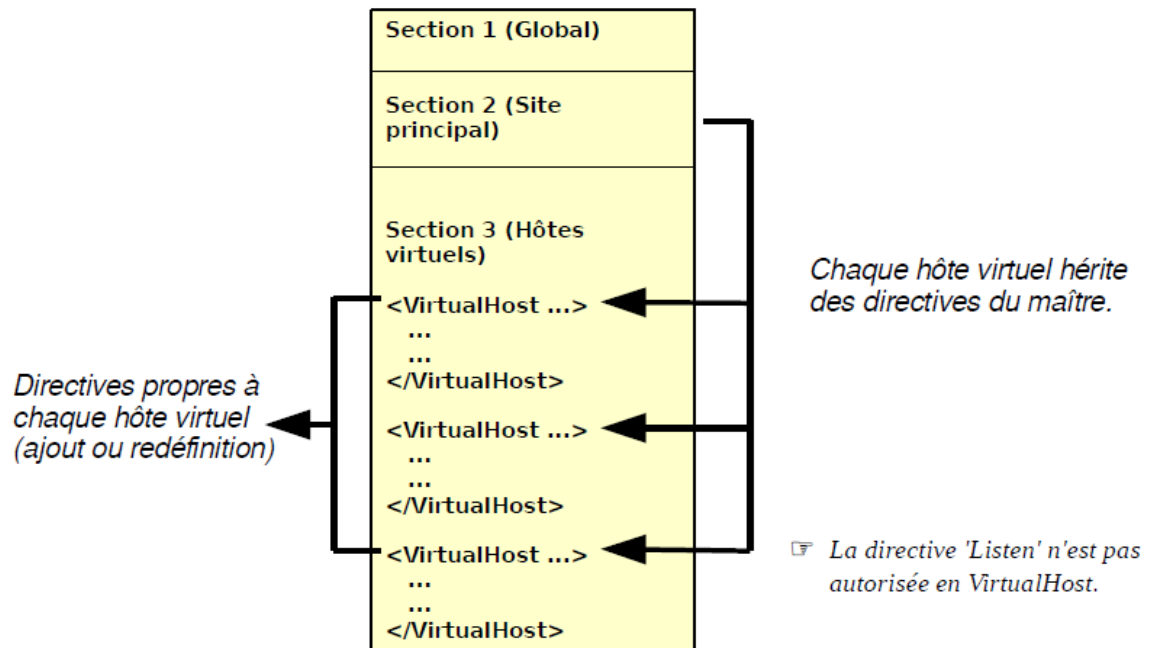 Section 1 (Global)
Section 2 (Site
principal)
Section 3 (Hôtes
virtuels)
<VirtualHost ...>
...
...
</VirtualHost>
<VirtualHost ...>
...
...
</VirtualHost>
<VirtualHost ...>
...
...
</VirtualHost>
Chaque hôte virtuel hérite
des directives du maître.
Directives propres à
chaque hôte virtuel
(ajout ou redéfinition)
☞ La directive 'Listen' n'est pas
autorisée en VirtualHost.